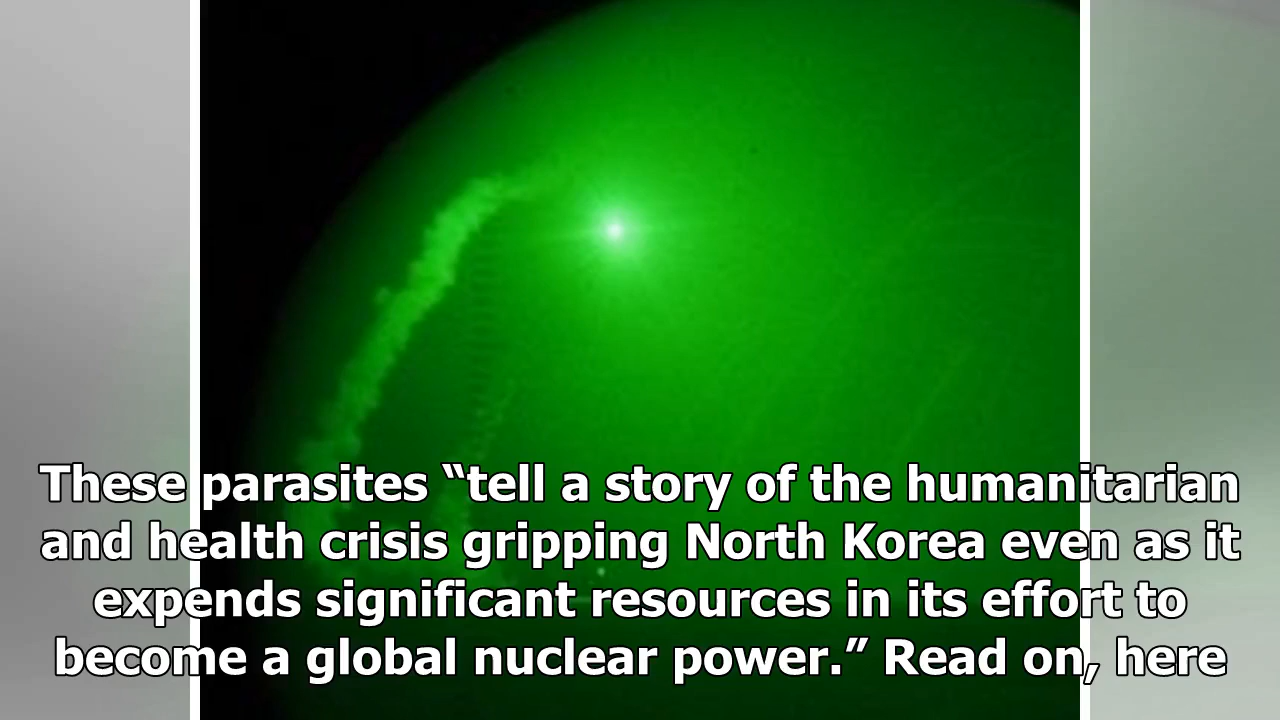 These parasites “tell a story of the humanitarian
and health crisis gripping North Korea even as it
expends significant resources in its effort to
become a global nuclear power.” Read on, here